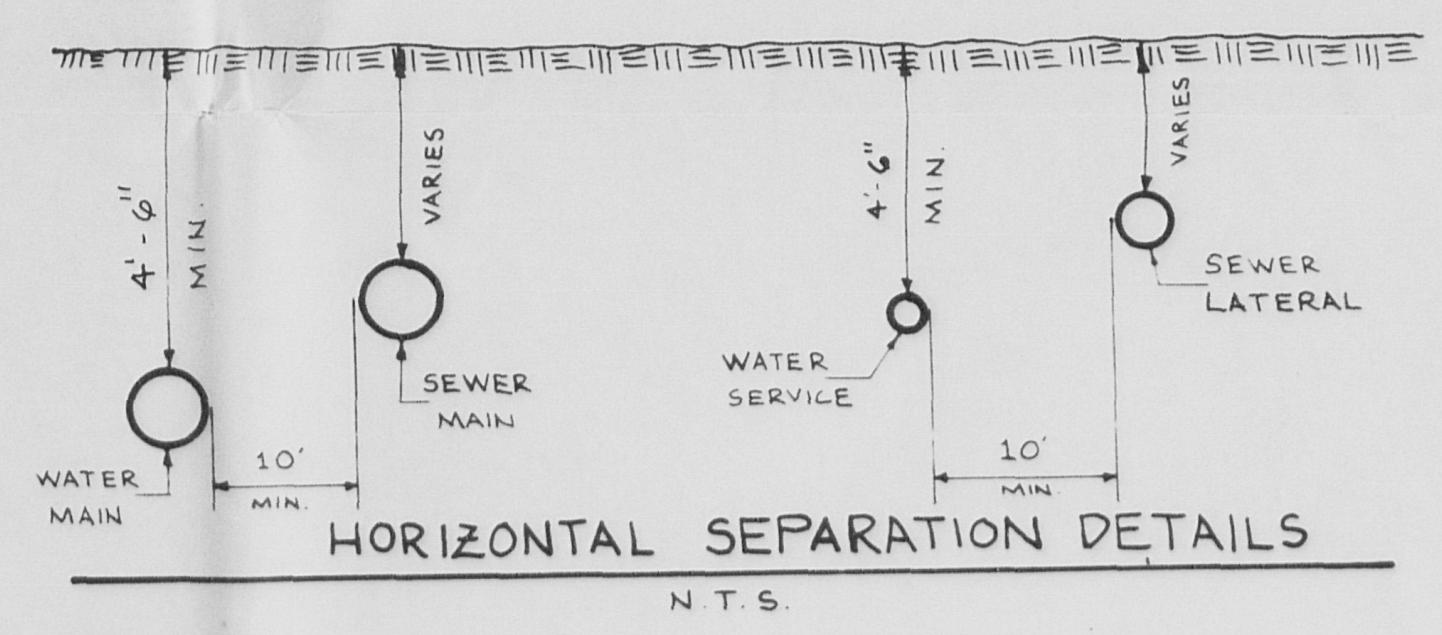 4'-6"
MIN.
VARIES
WATER
MAIN
SEWER
MAIN
10'
MIN.
4'-6"
MIN.
VARIES
WATER
SERVICE
SEWER
LATERAL
10'
MIN.
HORIZONTAL SEPARATION DETAILS
N.T.S.